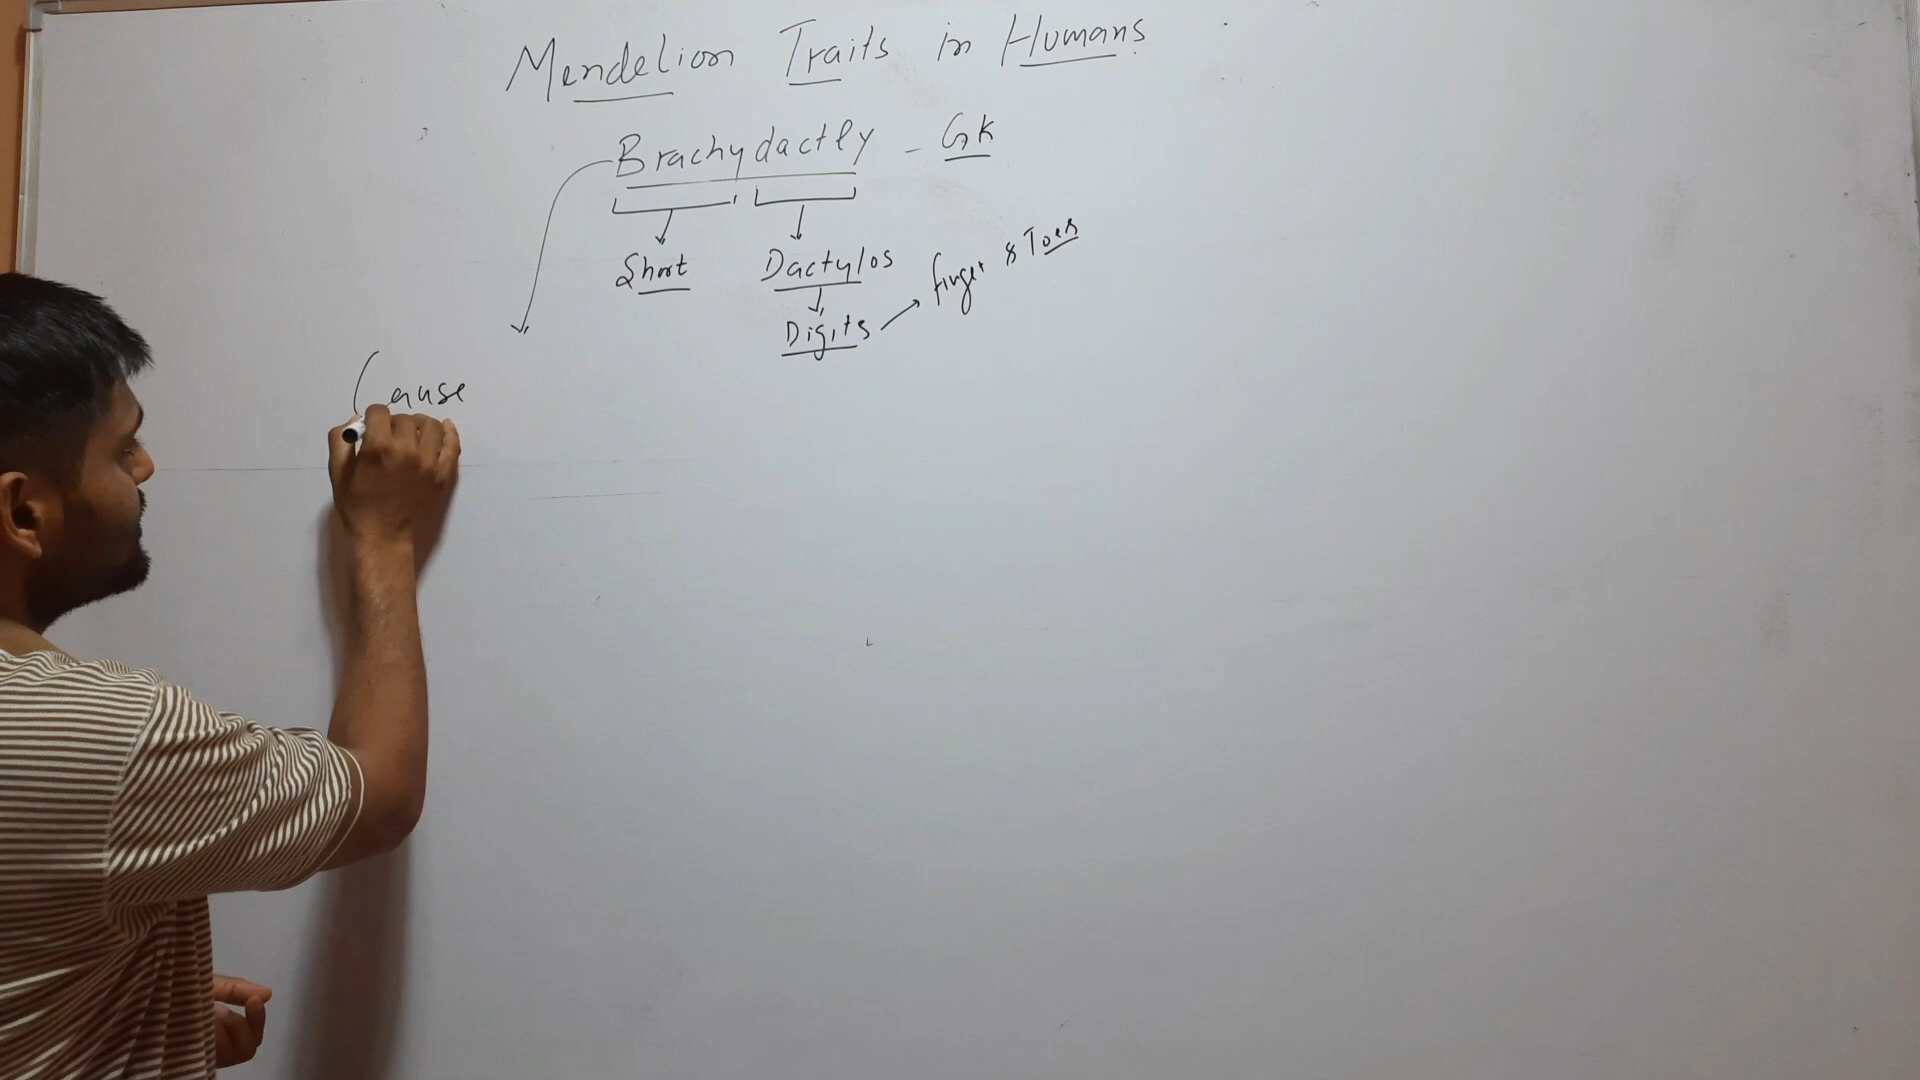 Mendelion Traits in Humans
Brachydactly - Gk
Short Dactylos
Digits → finger & Toes
Cause